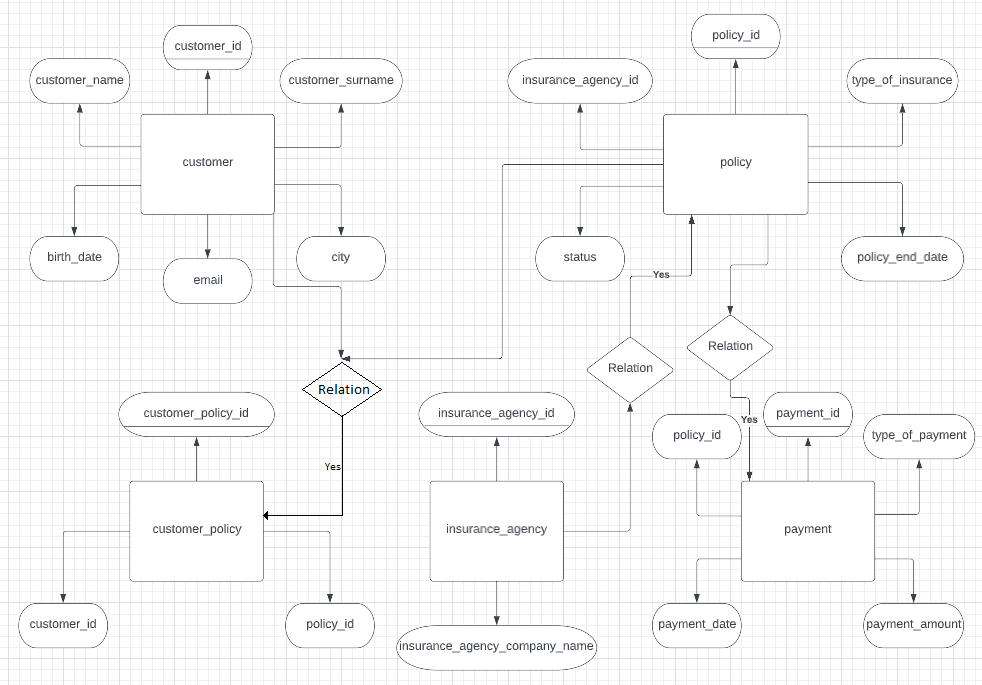 policy_id
customer_id
customer_name
customer_surname
insurance_agency_id
type_of_insurance
customer
policy
birth_date
email
city
status
policy_end_date
Yes
Relation
Relation
Relation
customer_policy_id
insurance_agency_id
policy_id
Yes
payment_id
type_of_payment
Yes
customer_policy
insurance_agency
payment
customer_id
policy_id
insurance_agency_company_name
payment_date
payment_amount